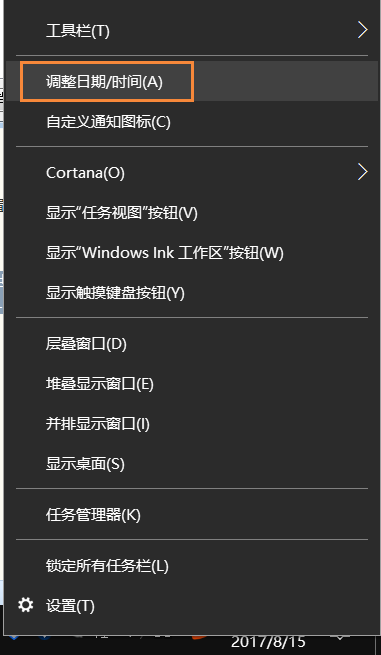 工具栏(T)
调整日期/时间(A)
自定义通知图标(C)
Cortana(O)
显示“任务视图”按钮(V)
显示“Windows Ink 工作区”按钮(W)
显示触摸键盘按钮(Y)
层叠窗口(D)
堆叠显示窗口(E)
并排显示窗口(I)
显示桌面(S)
任务管理器(K)
锁定所有任务栏(L)
设置(T)
2017/8/15